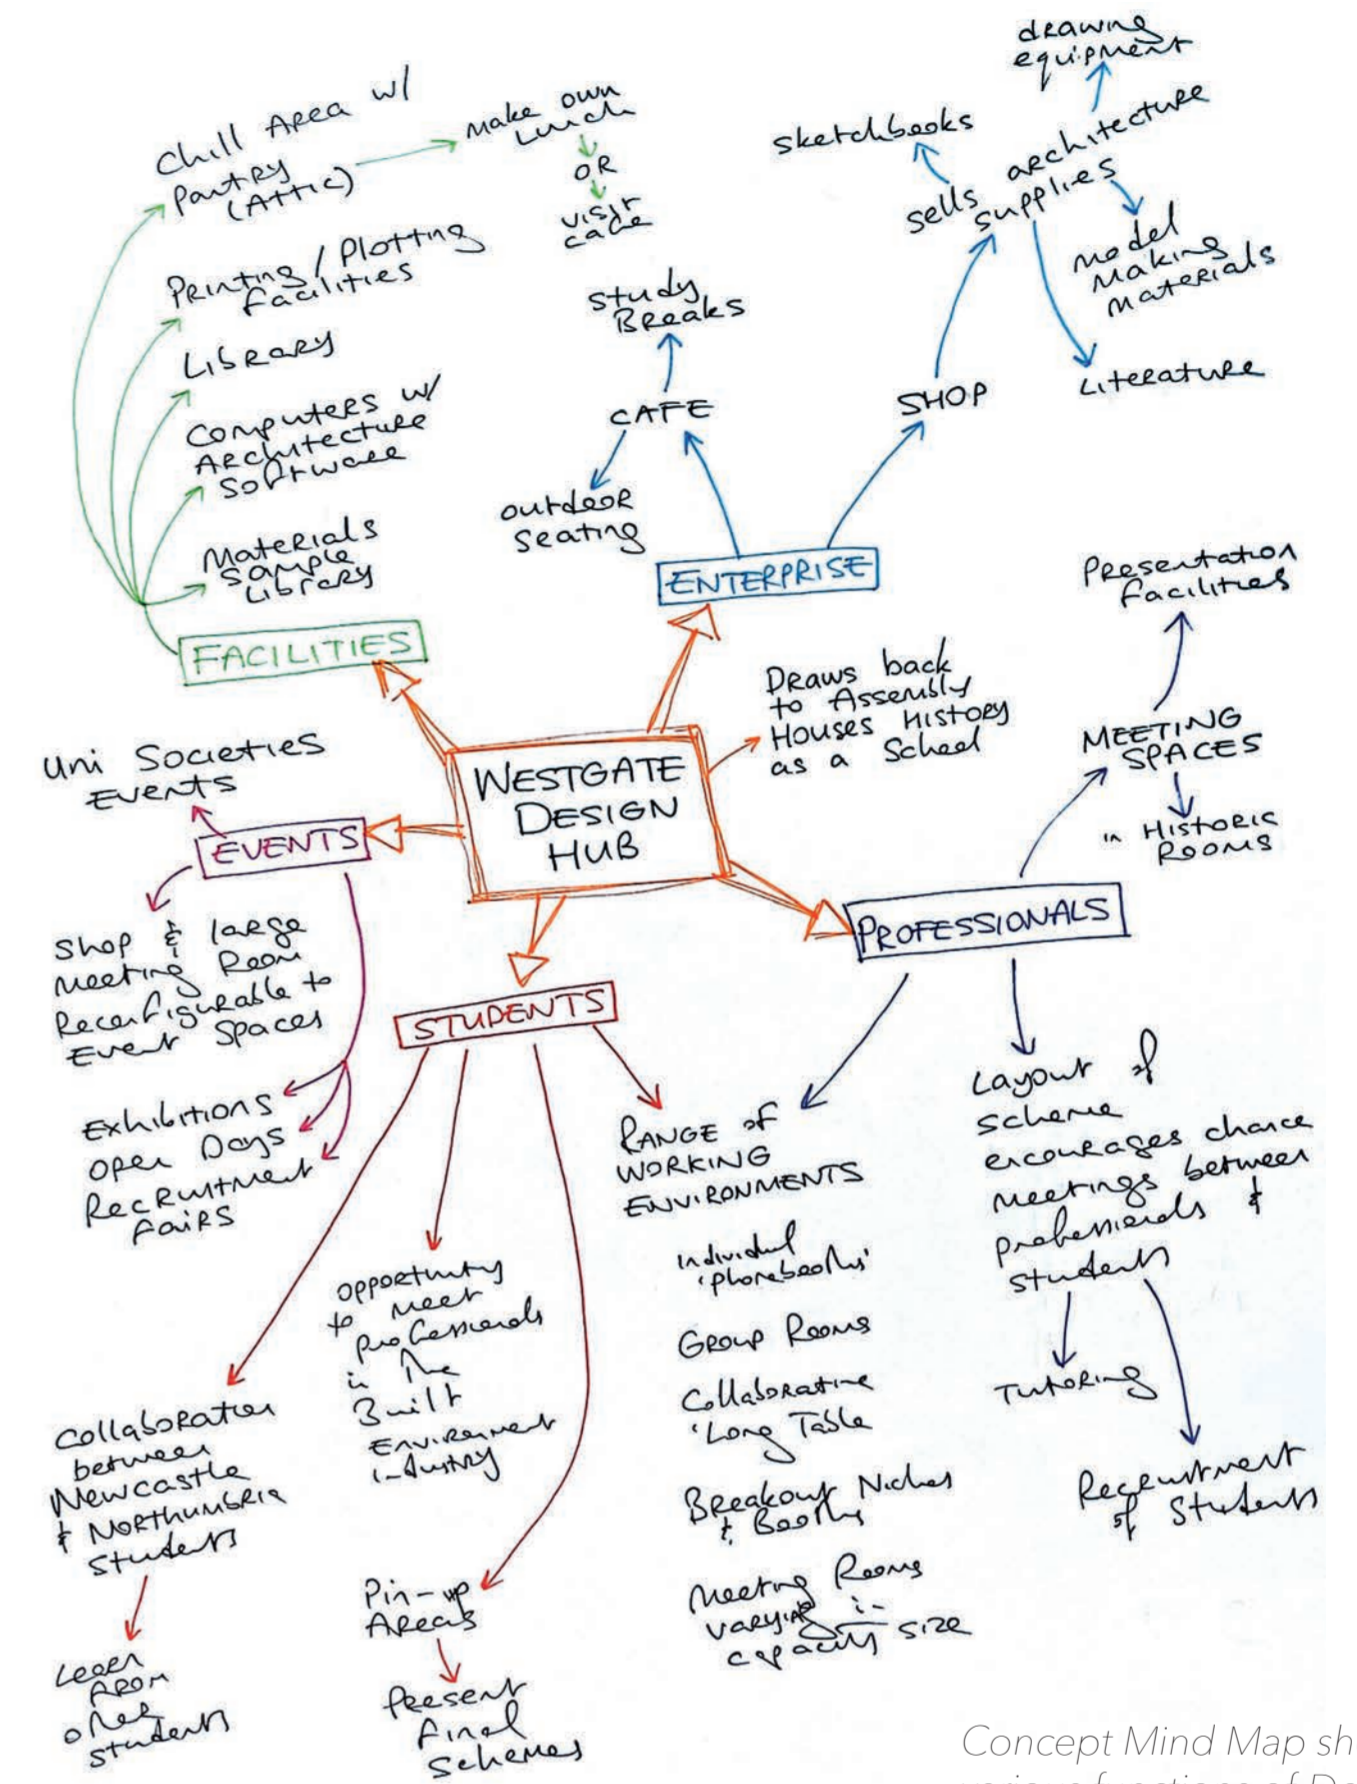 drawing
equipment
Sketchbooks
sells
architecture
supplies
model
making
materials
Literature
SHOP
Chill Area w/
Pantry
(Attic)
Make own
Lunch
OR
visit
cafe
Printing / Plotting
facilities
Library
Computers w/
Architecture
Software
Materials
Sample
Library
FACILITIES
Study
Breaks
CAFE
outdoor
seating
ENTERPRISE
Presentation
facilities
MEETING
SPACES
in Historic
Rooms
Draws back
to Assembly
Houses History
as a School
WESTGATE
DESIGN
HUB
Uni Societies
Events
EVENTS
Shop & large
Meeting Room
Reconfigurable to
Event Spaces
Exhibitions
Open Days
Recruitment
fairs
PROFESSIONALS
STUDENTS
RANGE of
WORKING
ENVIRONMENTS
Individual
'phonebooths'
Group Rooms
Collaborative
'Long Table
Breakout Niches
& Booths
Meeting Rooms
varying in
capacity size
Layout of
scheme
encourages chance
meetings between
professionals &
students
Tutoring
Recruitment
of Students
opportunity
to meet
professionals
in the
Built
Environment
industry
Collaboration
between
Newcastle
& Northumbria
Students
Learn
from
other
students
Pin-up
Areas
Present
final
Schemes
Concept Mind Map sh